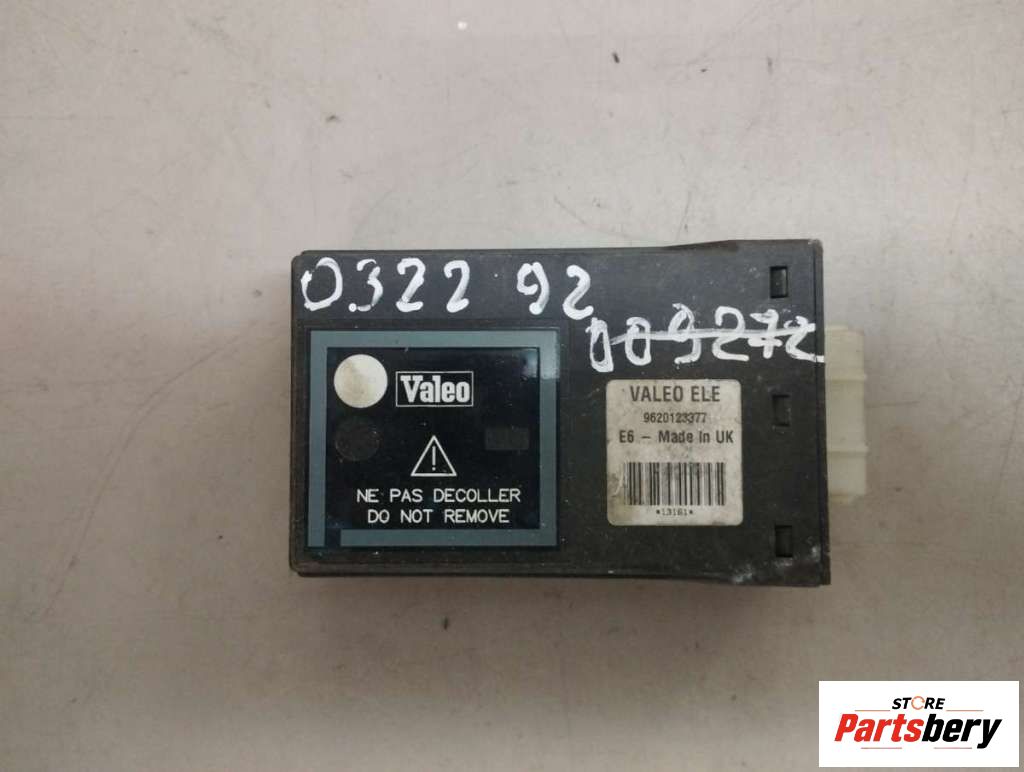 0322 92
009272
Valeo
NE PAS DECOLLER
DO NOT REMOVE
VALEO ELE
9620123377
E6 - Made in UK
*13161*
STORE
Partsbery